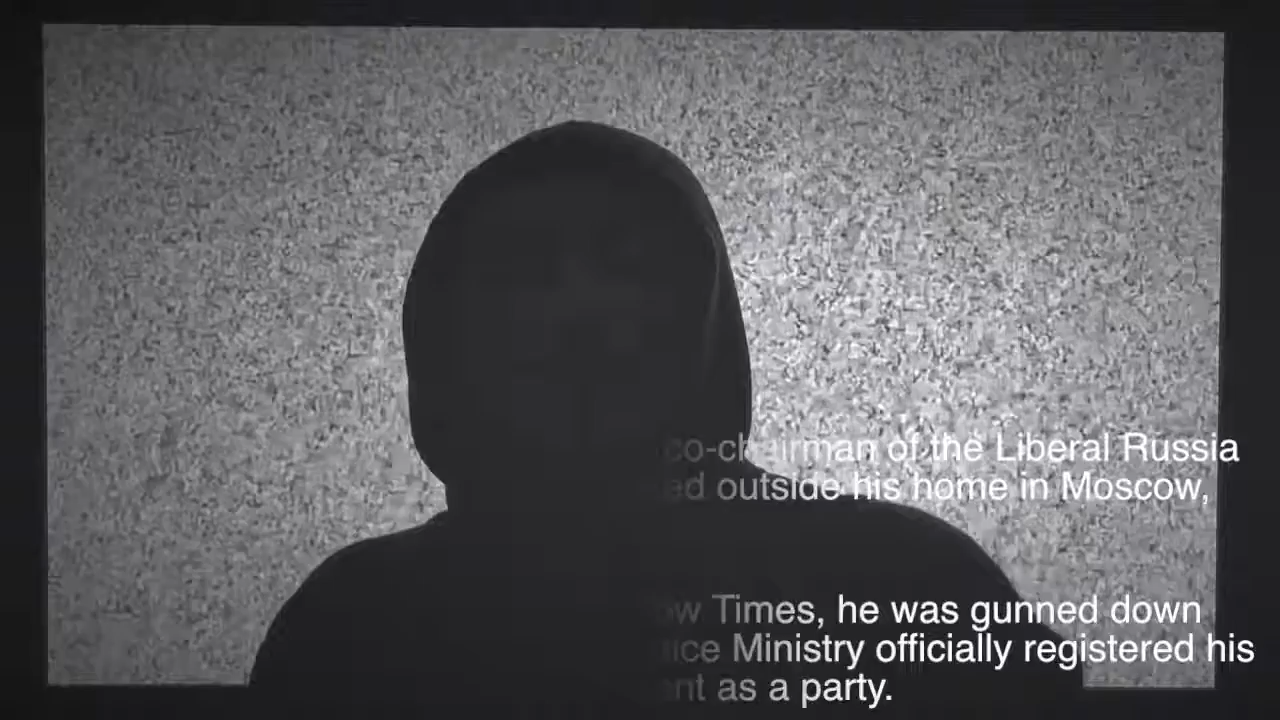 co-chairman of the Liberal Russia
outside his home in Moscow,
Times, he was gunned down
Ministry officially registered his
as a party.